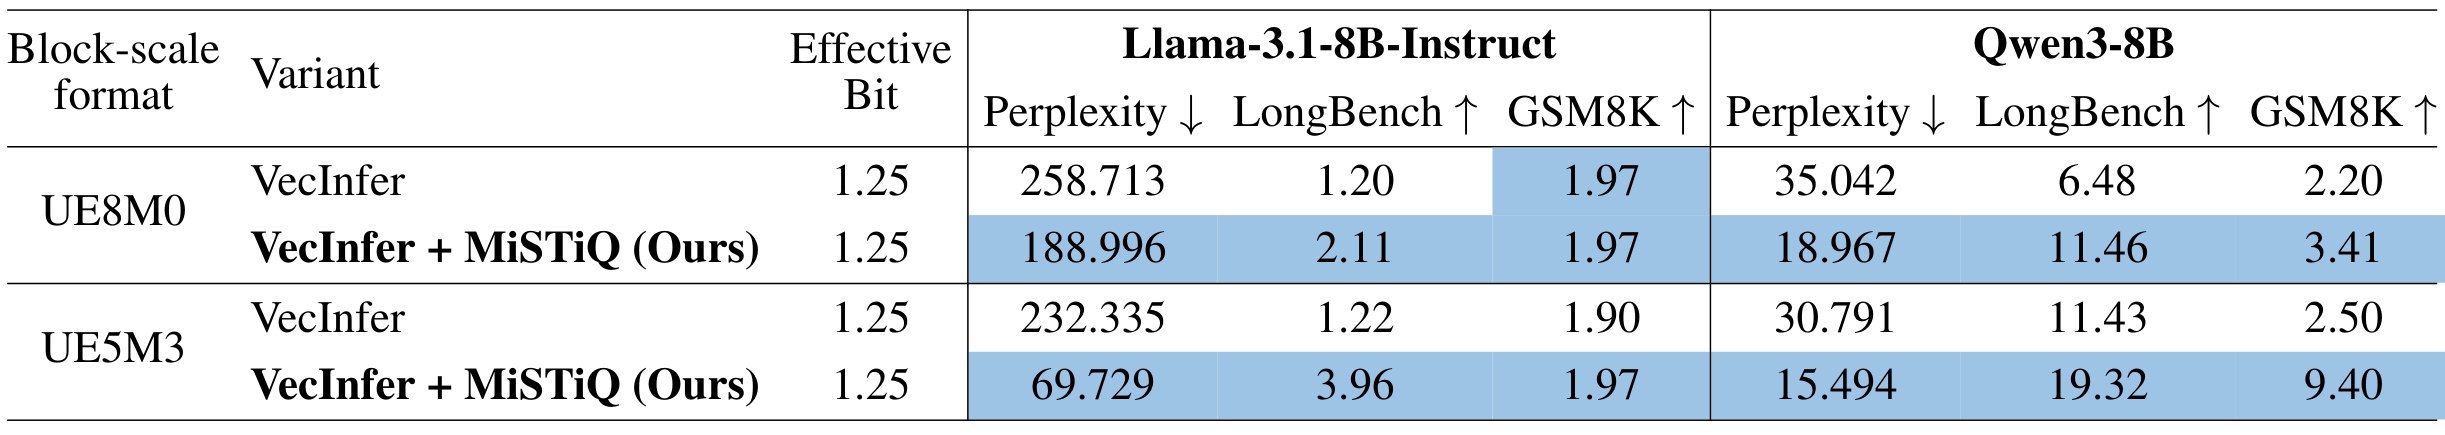 Block-scale format Variant Effective Bit Llama-3.1-8B-Instruct Qwen3-8B
Perplexity ↓ LongBench ↑ GSM8K ↑ Perplexity ↓ LongBench ↑ GSM8K ↑
UE8M0 VecInfer 1.25 258.713 1.20 1.97 35.042 6.48 2.20
VecInfer + MiSTiQ (Ours) 1.25 188.996 2.11 1.97 18.967 11.46 3.41
UE5M3 VecInfer 1.25 232.335 1.22 1.90 30.791 11.43 2.50
VecInfer + MiSTiQ (Ours) 1.25 69.729 3.96 1.97 15.494 19.32 9.40